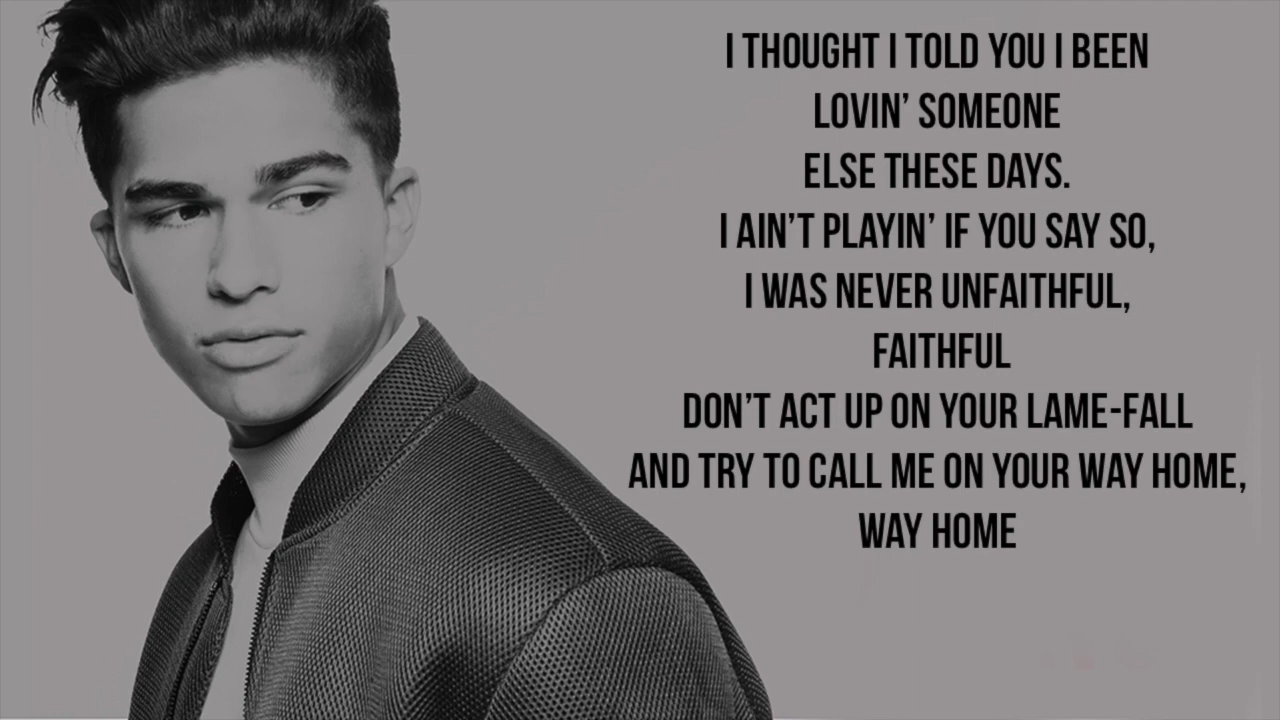 I THOUGHT I TOLD YOU I BEEN
LOVIN’ SOMEONE
ELSE THESE DAYS.
I AIN’T PLAYIN’ IF YOU SAY SO,
I WAS NEVER UNFAITHFUL,
FAITHFUL
DON’T ACT UP ON YOUR LAME-FALL
AND TRY TO CALL ME ON YOUR WAY HOME,
WAY HOME